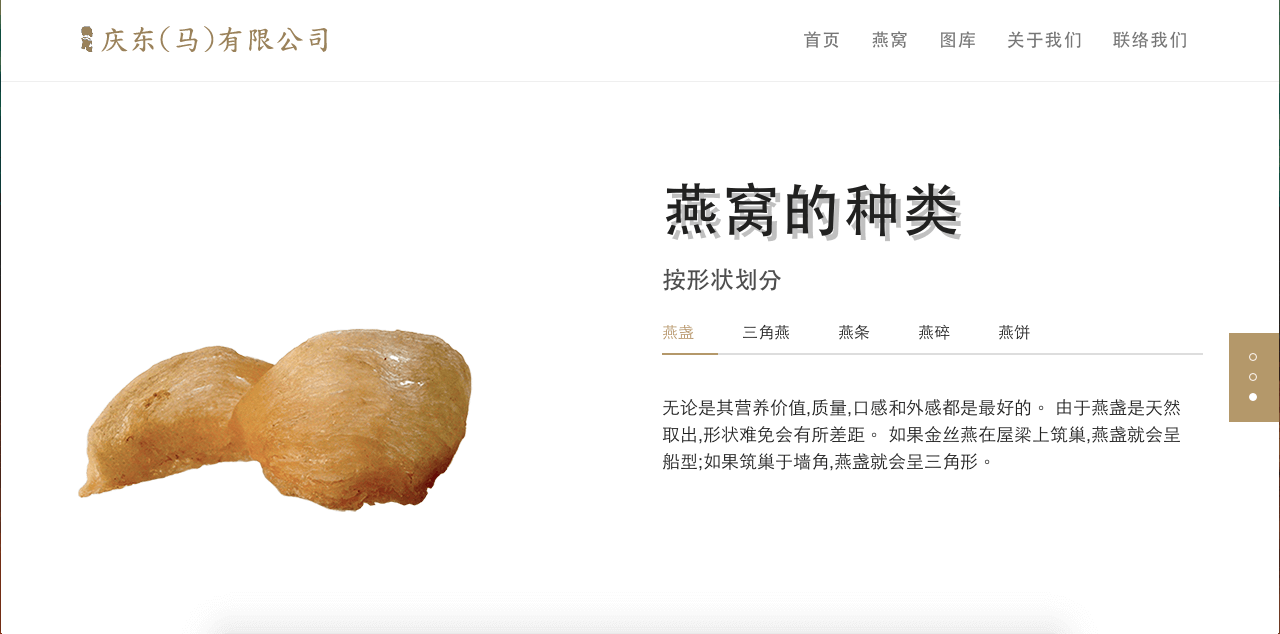 庆东(马)有限公司
首页 燕窝 图库 关于我们 联络我们
燕窝的种类
按形状划分
燕盏 三角燕 燕条 燕碎 燕饼
无论是其营养价值,质量,口感和外感都是最好的。 由于燕盏是天然
取出,形状难免会有所差距。 如果金丝燕在屋梁上筑巢,燕盏就会呈
船型;如果筑巢于墙角,燕盏就会呈三角形。